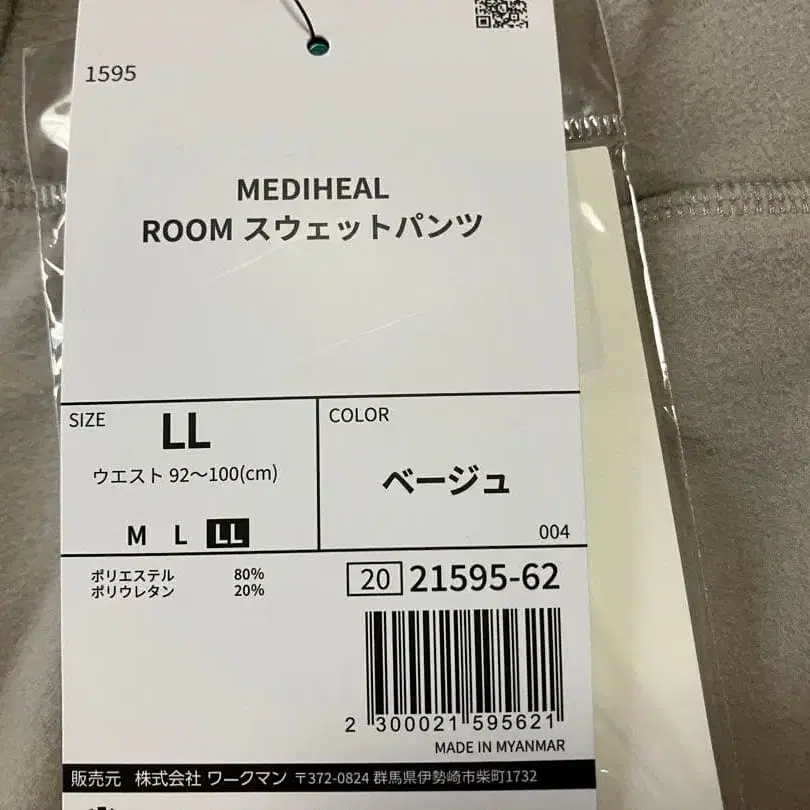 1595
MEDIHEAL
ROOM スウェットパンツ
SIZE
LL
ウエスト 92〜100(cm)
M L LL
COLOR
ベージュ
004
ポリエステル 80%
ポリウレタン 20%
20 21595-62
2 300021 595621
MADE IN MYANMAR
販売元 株式会社 ワークマン 〒372-0824 群馬県伊勢崎市柴町1732